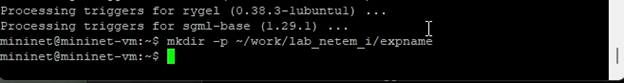 Processing triggers for rygel (0.38.3-1ubuntu1) ...
Processing triggers for sgml-base (1.29.1) ...
mininet@mininet-vm:~$ mkdir -p ~/work/lab_netem_i/expname
mininet@mininet-vm:~$